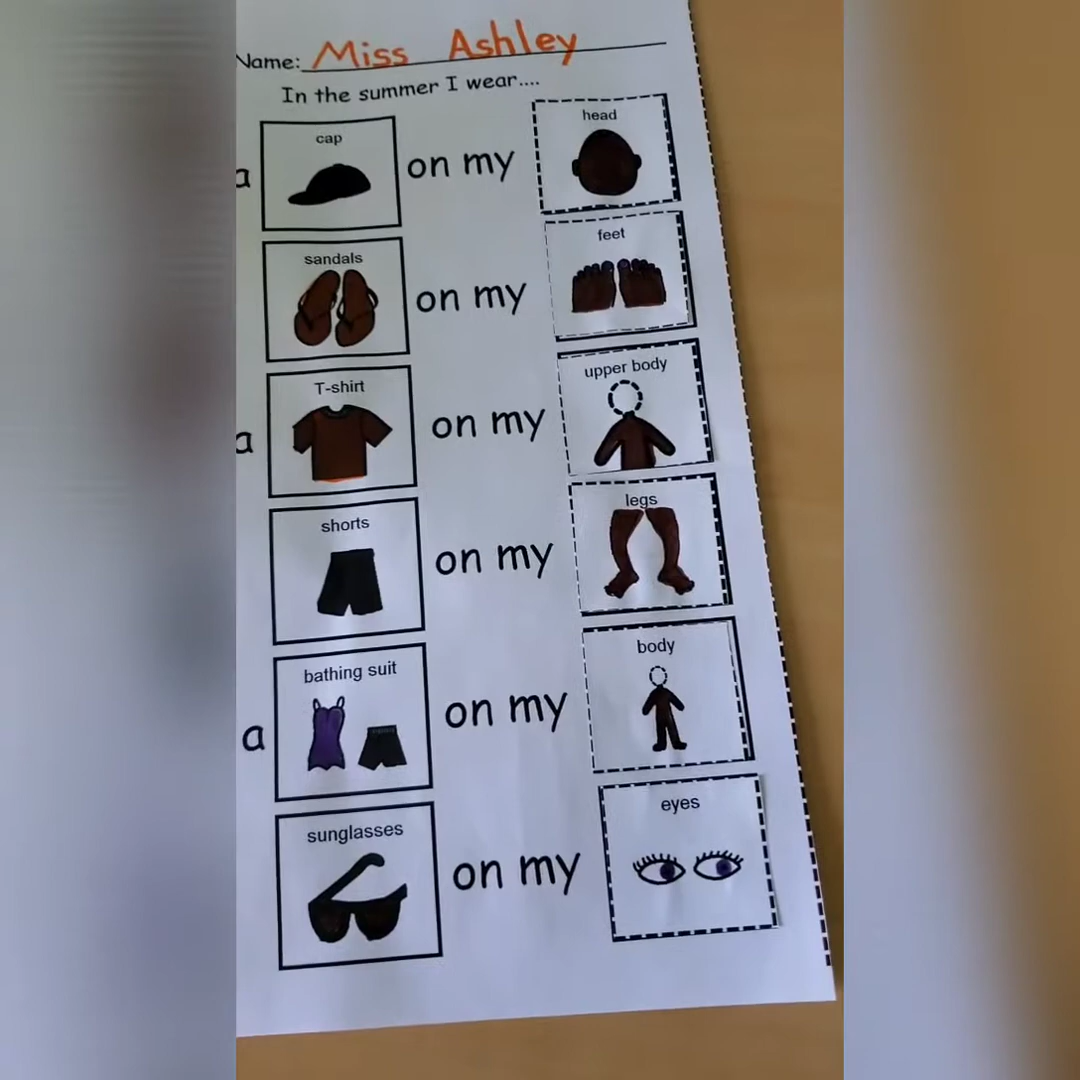 Name: Miss Ashley
In the summer I wear....
a cap on my head
sandals on my feet
a T-shirt on my upper body
shorts on my legs
a bathing suit on my body
sunglasses on my eyes